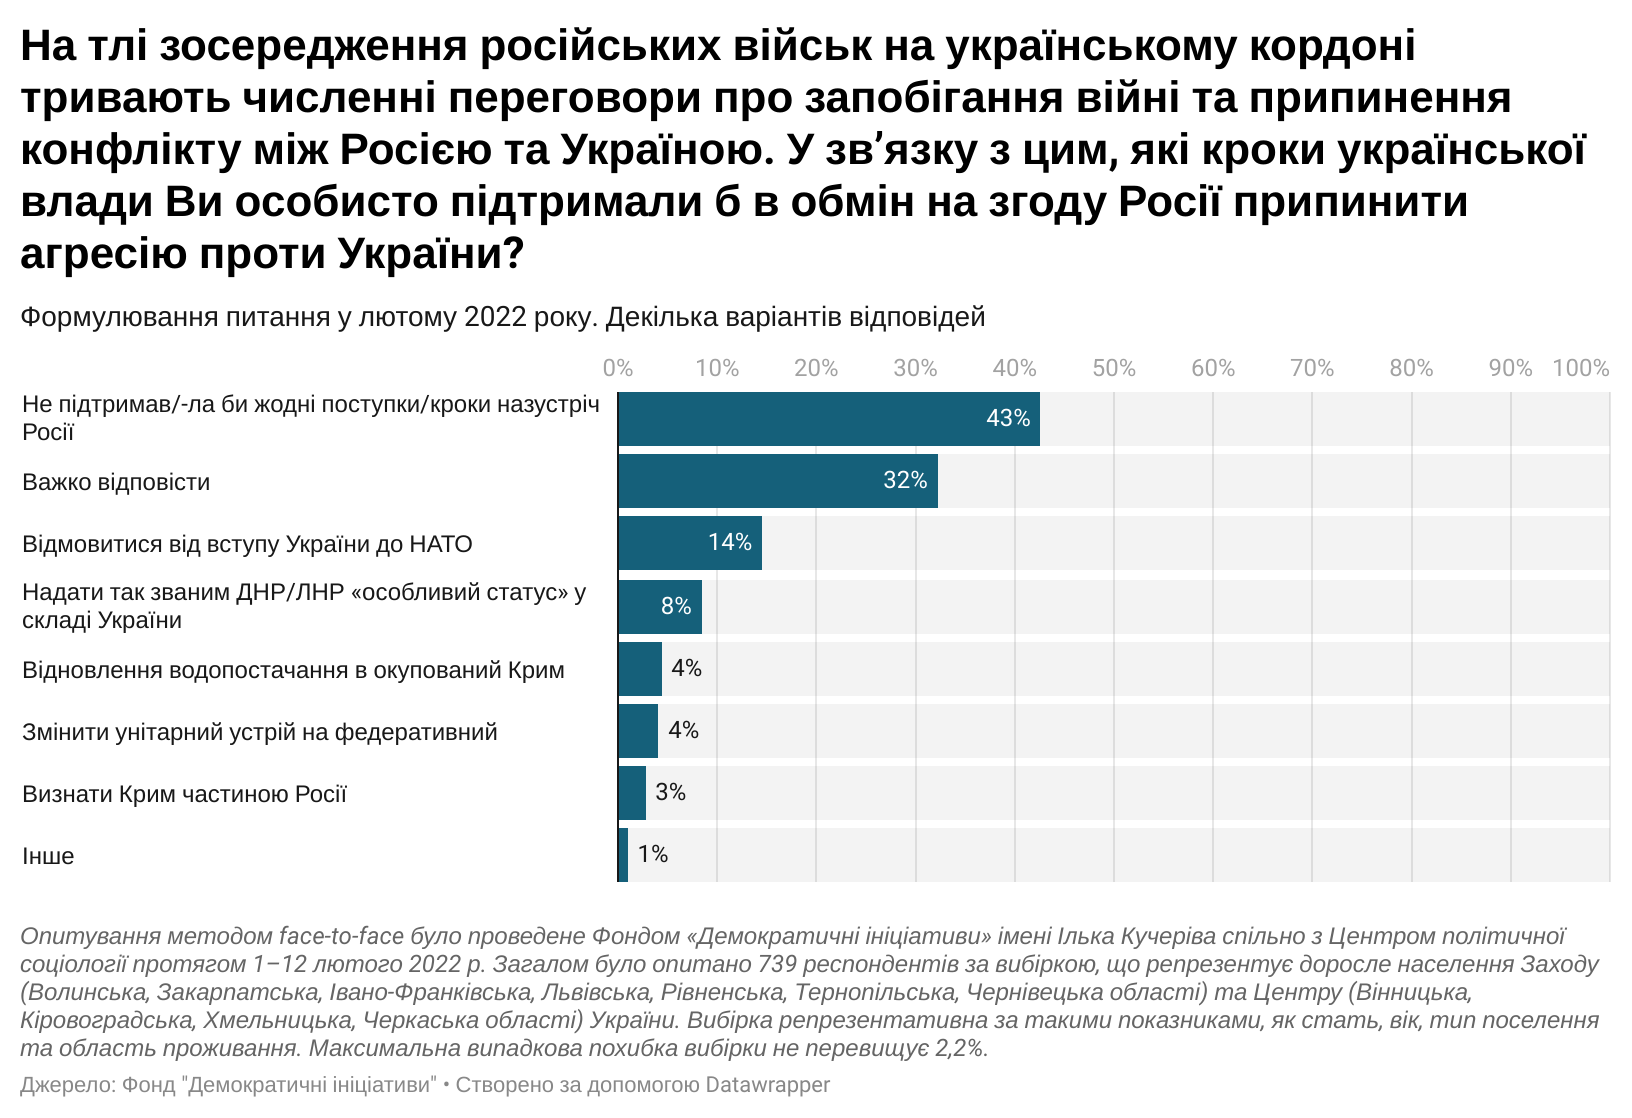 На тлі зосередження російських військ на українському кордоні
тривають численні переговори про запобігання війні та припинення
конфлікту між Росією та Україною. У зв’язку з цим, які кроки української
влади Ви особисто підтримали б в обмін на згоду Росії припинити
агресію проти України?
Формулювання питання у лютому 2022 року. Декілька варіантів відповідей
0% 10% 20% 30% 40% 50% 60% 70% 80% 90% 100%
Не підтримав/-ла би жодні поступки/кроки назустріч
Росії
43%
Важко відповісти
32%
Відмовитися від вступу України до НАТО
14%
Надати так званим ДНР/ЛНР «особливий статус» у
складі України
8%
Відновлення водопостачання в окупований Крим
4%
Змінити унітарний устрій на федеративний
4%
Визнати Крим частиною Росії
3%
Інше
1%
Опитування методом face-to-face було проведене Фондом «Демократичні ініціативи» імені Ілька Кучеріва спільно з Центром політичної
соціології протягом 1–12 лютого 2022 р. Загалом було опитано 739 респондентів за вибіркою, що репрезентує доросле населення Заходу
(Волинська, Закарпатська, Івано-Франківська, Львівська, Рівненська, Тернопільська, Чернівецька області) та Центру (Вінницька,
Кіровоградська, Хмельницька, Черкаська області) України. Вибірка репрезентативна за такими показниками, як стать, вік, тип поселення
та область проживання. Максимальна випадкова похибка вибірки не перевищує 2,2%.
Джерело: Фонд "Демократичні ініціативи" • Створено за допомогою Datawrapper